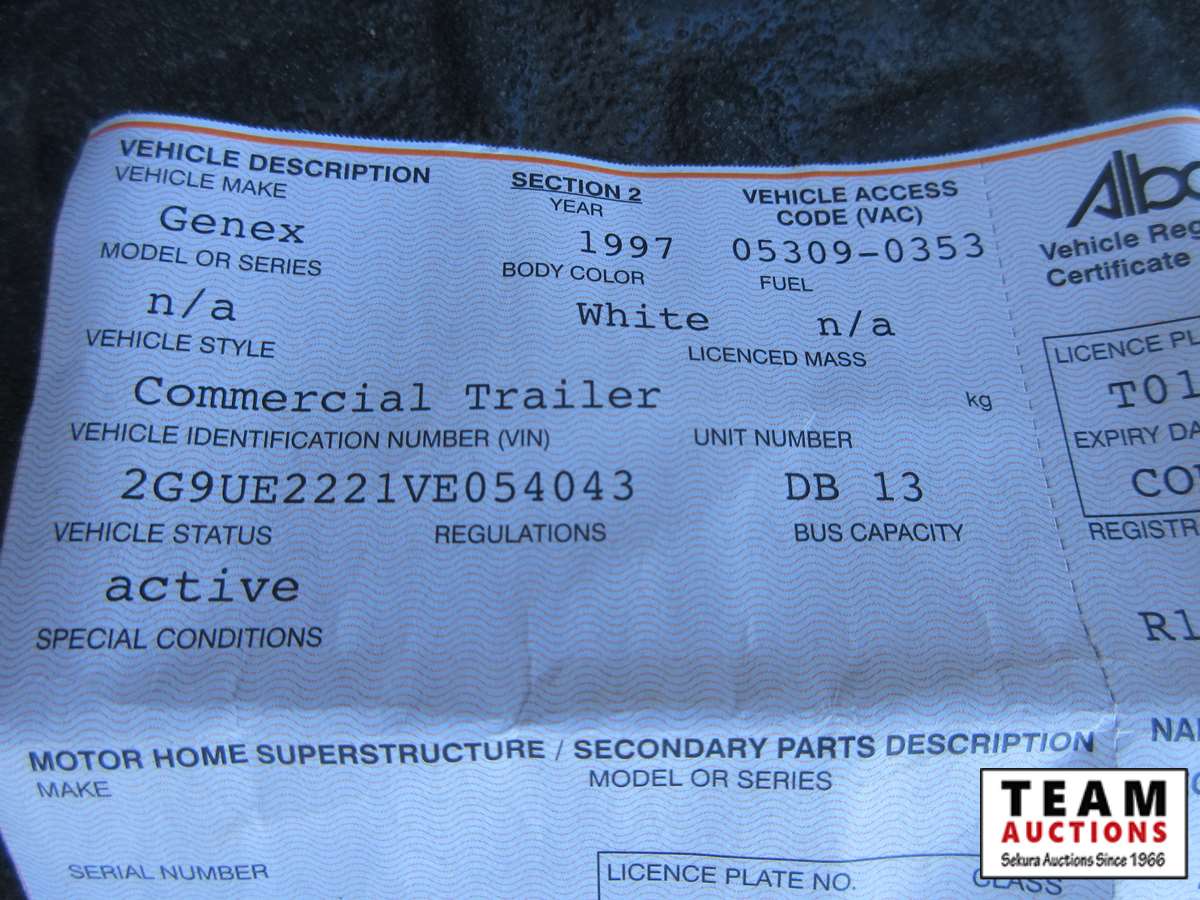 VEHICLE DESCRIPTION SECTION 2 VEHICLE ACCESS
VEHICLE MAKE YEAR CODE (VAC)
Genex 1997 05309-0353
MODEL OR SERIES BODY COLOR FUEL
n/a White n/a
VEHICLE STYLE LICENCED MASS
Commercial Trailer kg
VEHICLE IDENTIFICATION NUMBER (VIN) UNIT NUMBER
2G9UE2221VE054043 DB 13
VEHICLE STATUS REGULATIONS BUS CAPACITY
active
SPECIAL CONDITIONS
MOTOR HOME SUPERSTRUCTURE / SECONDARY PARTS DESCRIPTION
MAKE MODEL OR SERIES
SERIAL NUMBER LICENCE PLATE NO. CLASS
Vehicle
Certificate
LICENCE
EXPIRY
TEAM
AUCTIONS
Sekura Auctions Since 1966